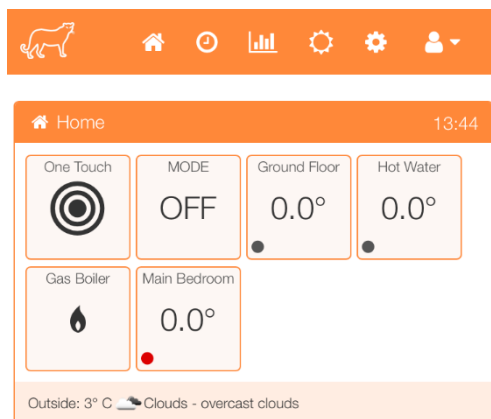 Home 13:44
One Touch MODE Ground Floor Hot Water
OFF 0.0° 0.0°
Gas Boiler Main Bedroom
0.0°
Outside: 3° C Clouds - overcast clouds